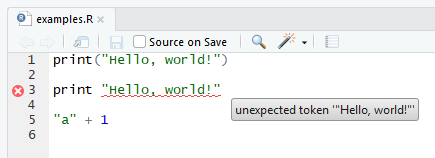 examples.R
Source on Save
1 print("Hello, world!")
2
3 print "Hello, world!"
unexpected token '"Hello, world!"'
4
5 "a" + 1
6